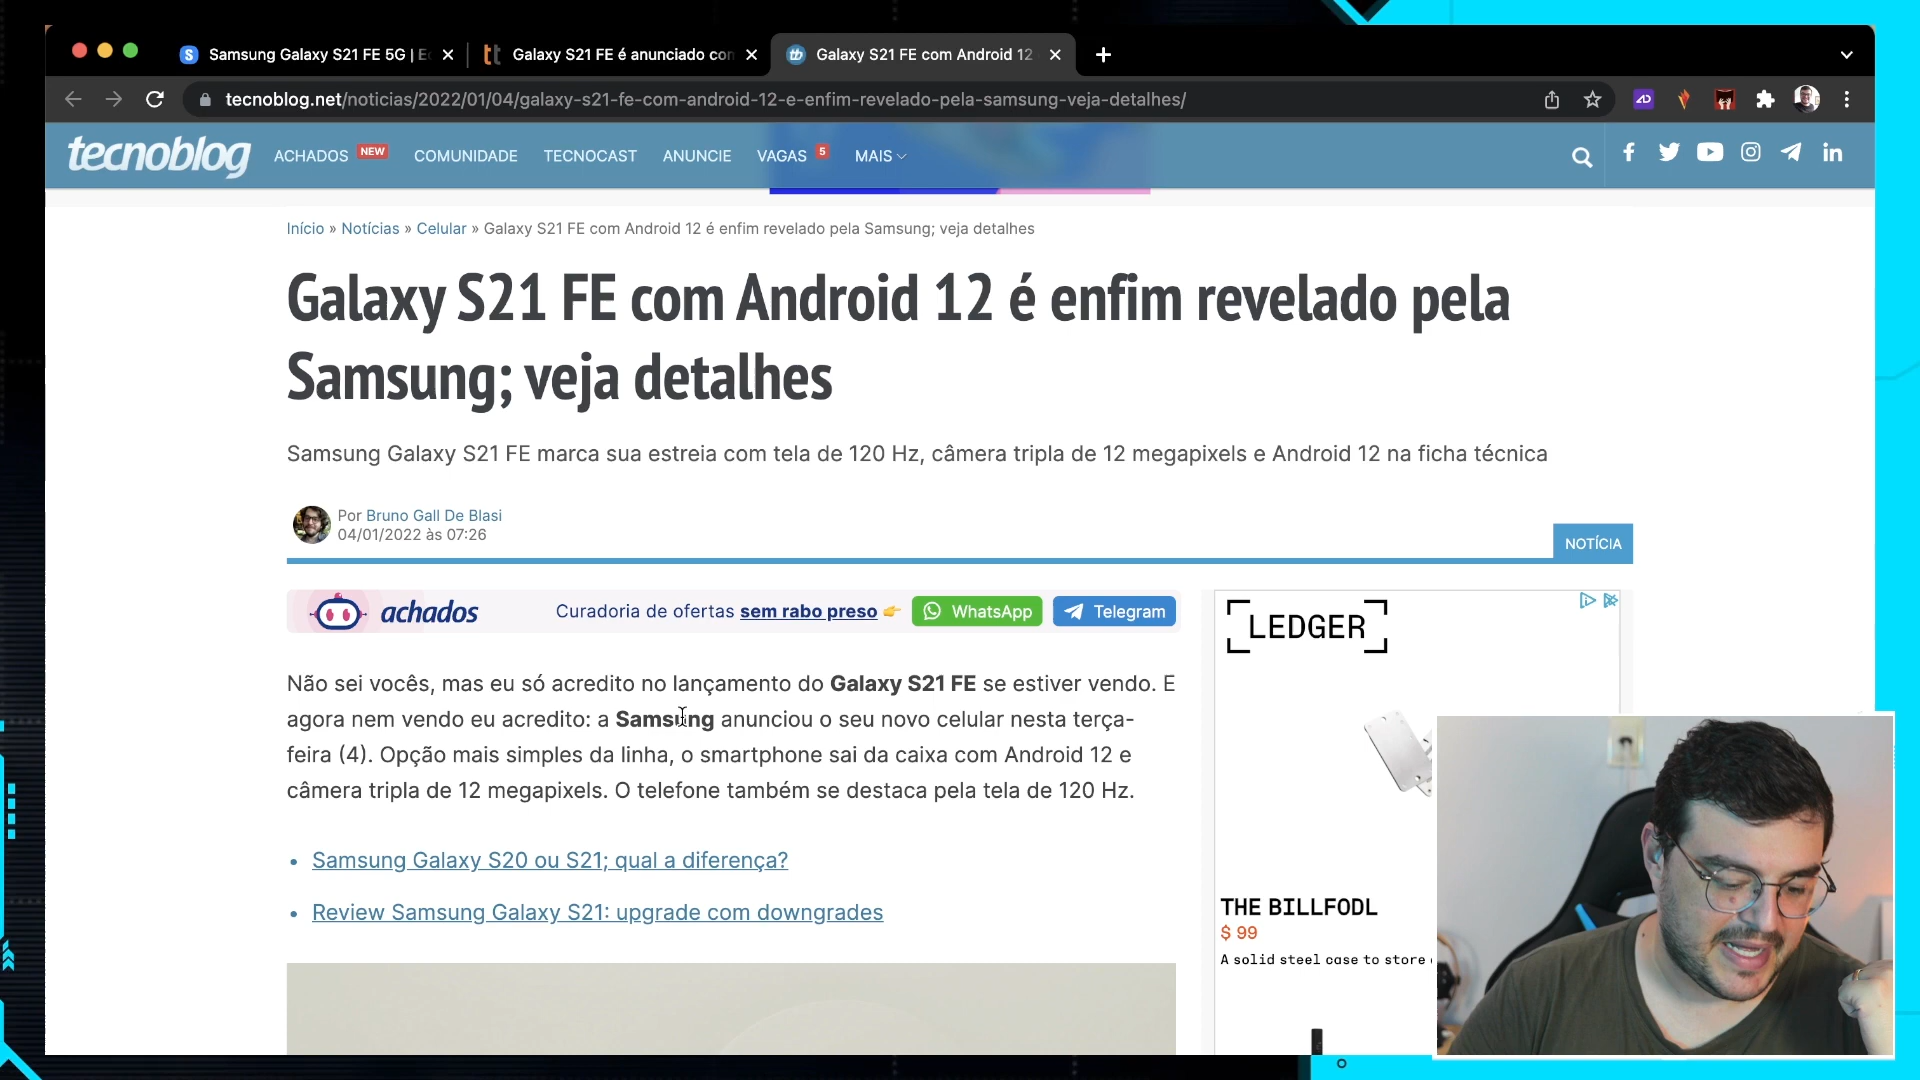 Samsung Galaxy S21 FE 5G |
Galaxy S21 FE é anunciado
Galaxy S21 FE com Android 12
tecnoblog.net/noticias/2022/01/04/galaxy-s21-fe-com-android-12-e-enfim-revelado-pela-samsung-veja-detalhes/
tecnoblog ACHADOS NEW COMUNIDADE TECNOCAST ANUNCIE VAGAS 5 MAIS
Início » Notícias » Celular » Galaxy S21 FE com Android 12 é enfim revelado pela Samsung; veja detalhes
Galaxy S21 FE com Android 12 é enfim revelado pela
Samsung; veja detalhes
Samsung Galaxy S21 FE marca sua estreia com tela de 120 Hz, câmera tripla de 12 megapixels e Android 12 na ficha técnica
Por Bruno Gall De Blasi
04/01/2022 às 07:26
NOTÍCIA
achados Curadoria de ofertas sem rabo preso WhatsApp Telegram
Não sei vocês, mas eu só acredito no lançamento do Galaxy S21 FE se estiver vendo. E
agora nem vendo eu acredito: a Samsung anunciou o seu novo celular nesta terça-
feira (4). Opção mais simples da linha, o smartphone sai da caixa com Android 12 e
câmera tripla de 12 megapixels. O telefone também se destaca pela tela de 120 Hz.
• Samsung Galaxy S20 ou S21; qual a diferença?
• Review Samsung Galaxy S21: upgrade com downgrades
LEDGER
THE BILLFODL
$ 99
A solid steel case to store